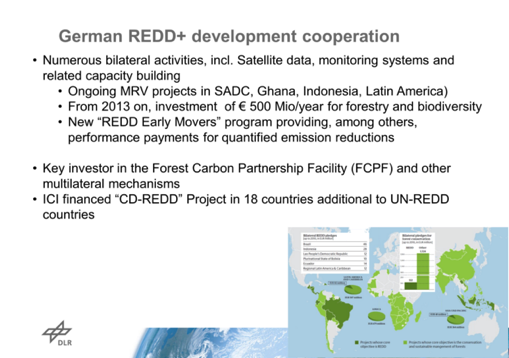 German REDD+ development cooperation
• Numerous bilateral activities, incl. Satellite data, monitoring systems and
related capacity building
• Ongoing MRV projects in SADC, Ghana, Indonesia, Latin America)
• From 2013 on, investment of € 500 Mio/year for forestry and biodiversity
• New “REDD Early Movers” program providing, among others,
performance payments for quantified emission reductions
• Key investor in the Forest Carbon Partnership Facility (FCPF) and other
multilateral mechanisms
• ICI financed “CD-REDD” Project in 18 countries additional to UN-REDD
countries
DLR